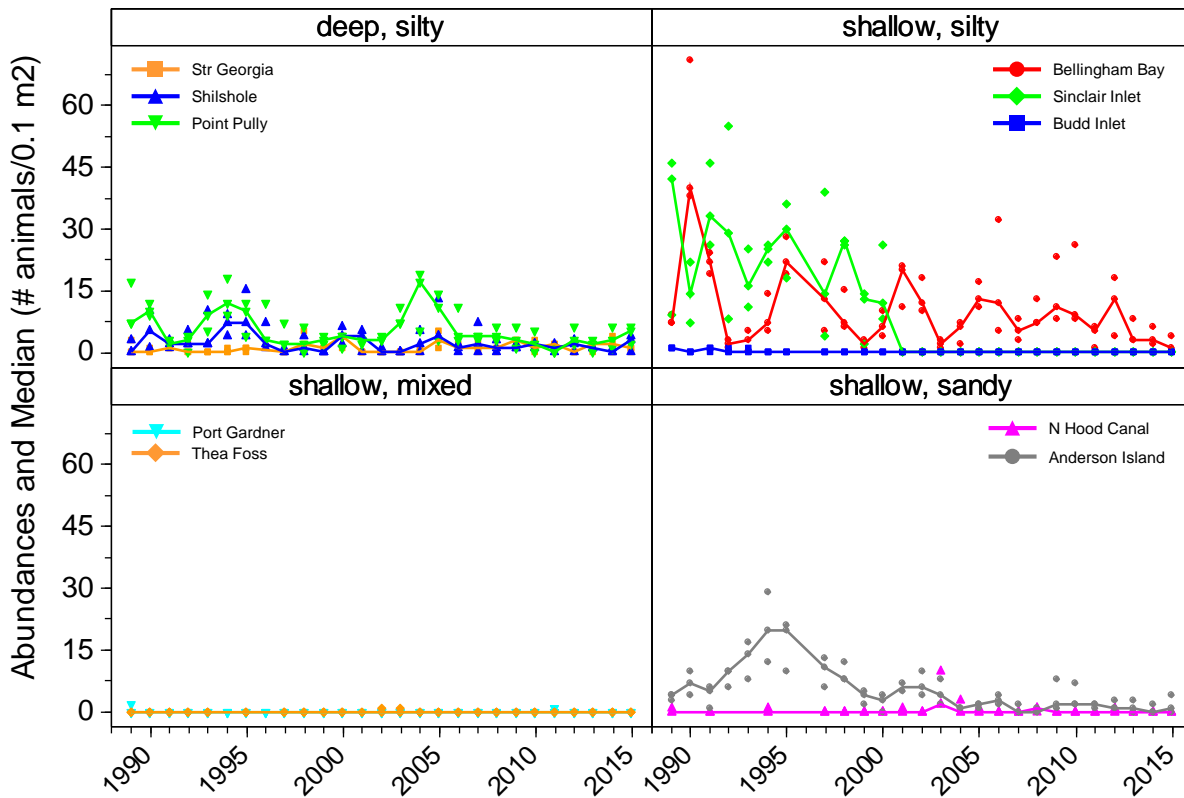 Abundances and Median (# animals/0.1 m2)
deep, silty
60
45
30
15
0
Str Georgia
Shilshole
Point Pully
shallow, silty
Bellingham Bay
Sinclair Inlet
Budd Inlet
shallow, mixed
60
45
30
15
0
Port Gardner
Thea Foss
1990
1995
2000
2005
2010
2015
shallow, sandy
N Hood Canal
Anderson Island
1990
1995
2000
2005
2010
2015